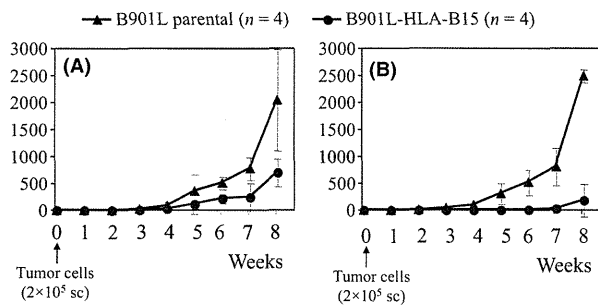 B901L parental (n = 4) B901L-HLA-B15 (n = 4)
(A)
3000
2500
2000
1500
1000
500
0
0 1 2 3 4 5 6 7 8
Weeks
Tumor cells
(2×10⁵ sc)
(B)
3000
2500
2000
1500
1000
500
0
0 1 2 3 4 5 6 7 8
Weeks
Tumor cells
(2×10⁵ sc)